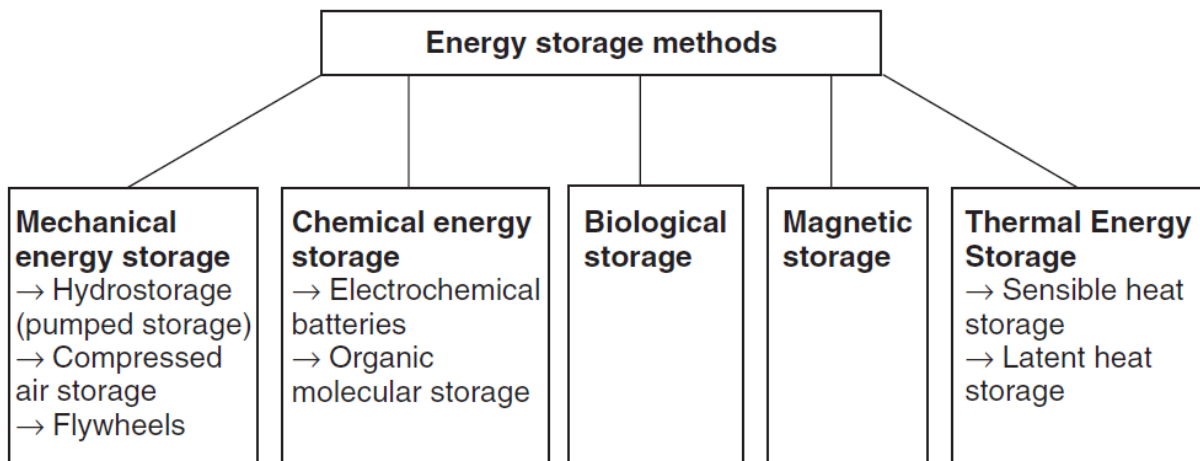 Energy storage methods
Mechanical
energy storage
→ Hydrostorage
(pumped storage)
→ Compressed
air storage
→ Flywheels
Chemical energy
storage
→ Electrochemical
batteries
→ Organic
molecular storage
Biological
storage
Magnetic
storage
Thermal Energy
Storage
→ Sensible heat
storage
→ Latent heat
storage